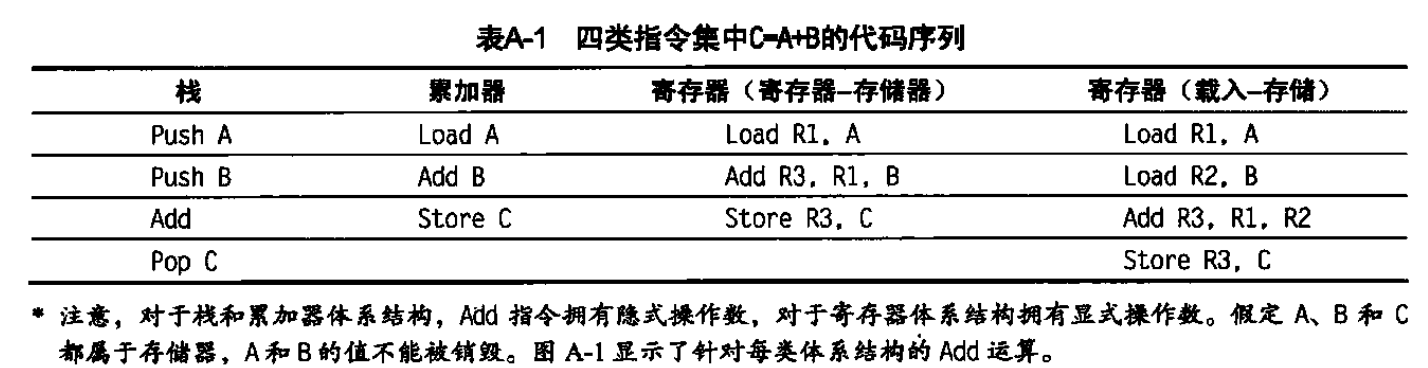 表A-1 四类指令集中C=A+B的代码序列
栈 累加器 寄存器（寄存器–存储器） 寄存器（载入–存储）
Push A Load A Load R1, A Load R1, A
Push B Add B Add R3, R1, B Load R2, B
Add Store C Store R3, C Add R3, R1, R2
Pop C Store R3, C
* 注意，对于栈和累加器体系结构，Add 指令拥有隐式操作数，对于寄存器体系结构拥有显式操作数。假定 A、B 和 C
都属于存储器，A 和 B 的值不能被销毁。图 A-1 显示了针对每类体系结构的 Add 运算。